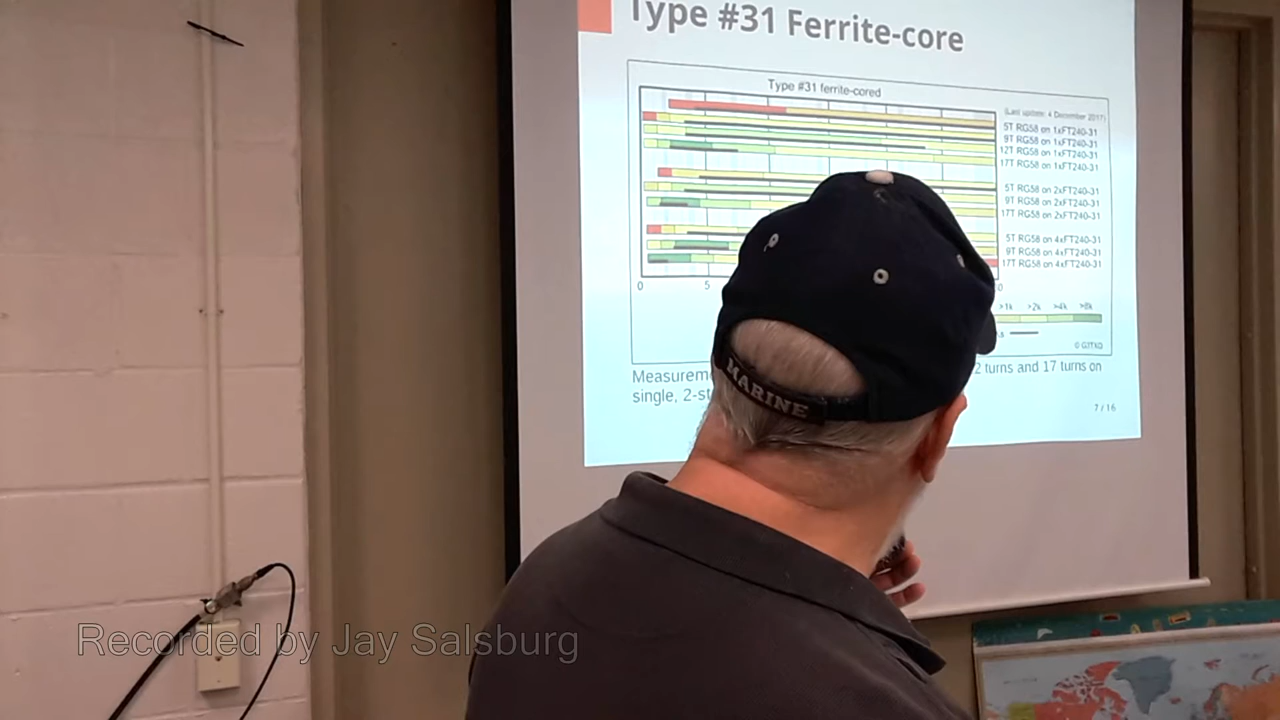 Type #31 Ferrite-core
Type #31 ferrite-cored
(Last update: 4 December 2017)
5T RG58 on 1xFT240-31
9T RG58 on 1xFT240-31
12T RG58 on 1xFT240-31
17T RG58 on 1xFT240-31
5T RG58 on 2xFT240-31
9T RG58 on 2xFT240-31
17T RG58 on 2xFT240-31
5T RG58 on 4xFT240-31
9T RG58 on 4xFT240-31
17T RG58 on 4xFT240-31
0 5
>1k >2k >4k >8k
© G3TXQ
2 turns and 17 turns on
single,
7 / 16
MARINE
Recorded by Jay Salsburg